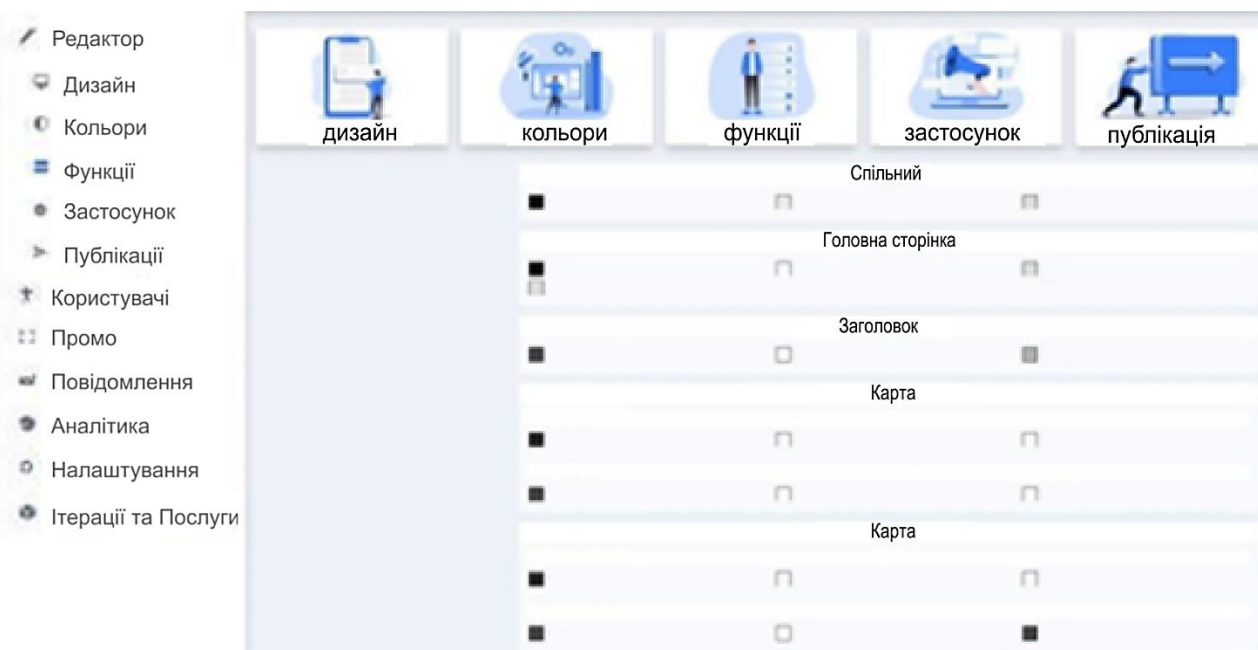 Редактор
Дизайн
Кольори
Функції
Застосунок
Публікації
Користувачі
Промо
Повідомлення
Аналітика
Налаштування
Ітерації та Послуги
дизайн
кольори
функції
застосунок
публікація
Спільний
Головна сторінка
Заголовок
Карта
Карта